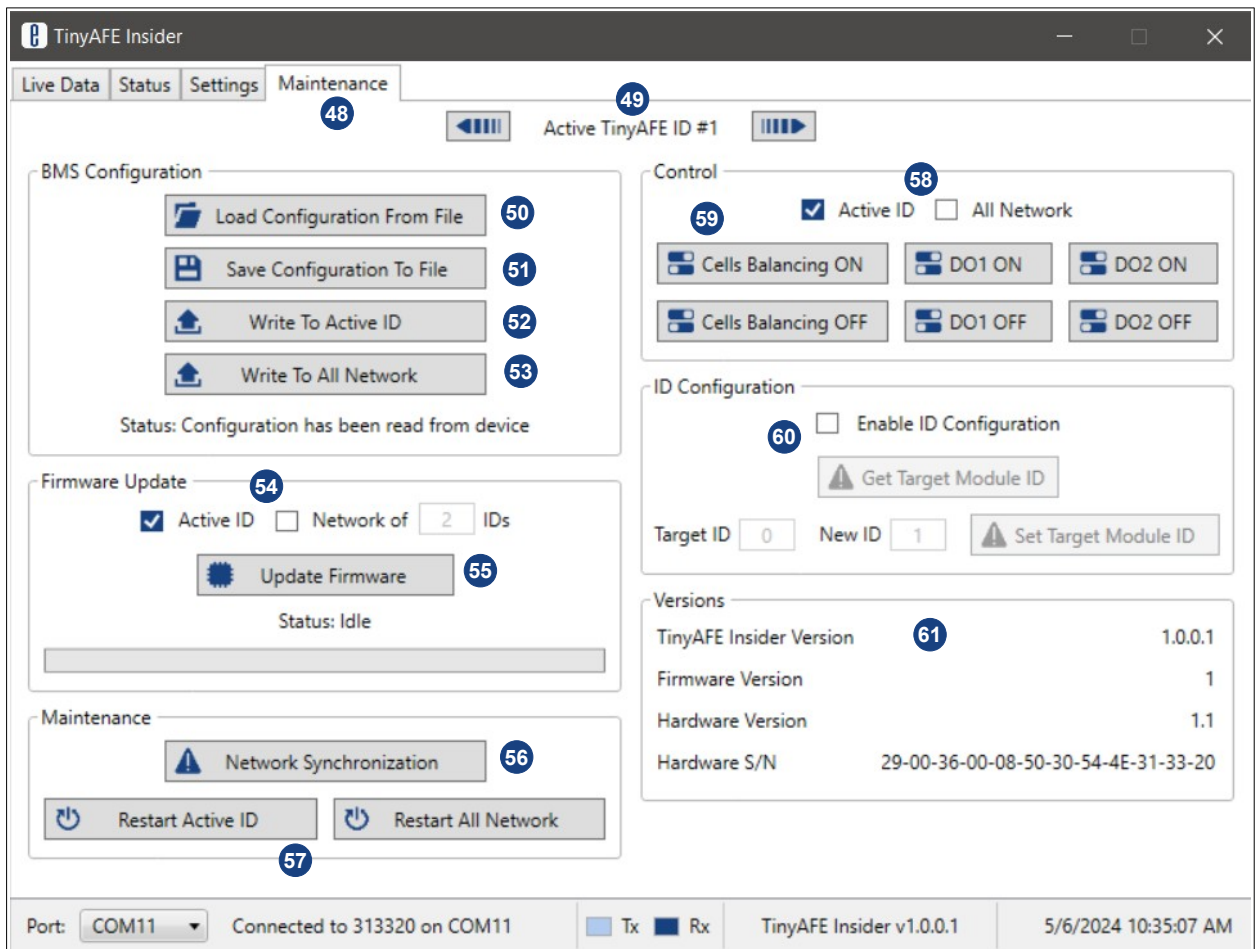 TinyAFE Insider
Live Data Status Settings Maintenance
48
49
Active TinyAFE ID #1
BMS Configuration
Load Configuration From File 50
Save Configuration To File 51
Write To Active ID 52
Write To All Network 53
Status: Configuration has been read from device
Firmware Update
54
Active ID Network of 2 IDs
Update Firmware 55
Status: Idle
Maintenance
Network Synchronization 56
Restart Active ID Restart All Network
57
Control
58
59 Active ID All Network
Cells Balancing ON DO1 ON DO2 ON
Cells Balancing OFF DO1 OFF DO2 OFF
ID Configuration
60 Enable ID Configuration
Get Target Module ID
Target ID 0 New ID 1 Set Target Module ID
Versions
TinyAFE Insider Version 61 1.0.0.1
Firmware Version 1
Hardware Version 1.1
Hardware S/N 29-00-36-00-08-50-30-54-4E-31-33-20
Port: COM11 Connected to 313320 on COM11 Tx Rx TinyAFE Insider v1.0.0.1 5/6/2024 10:35:07 AM